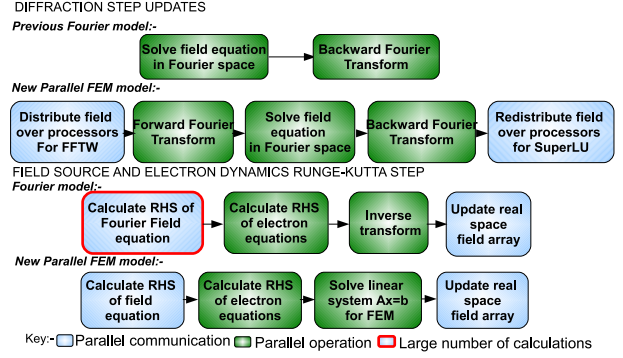 DIFFRACTION STEP UPDATES
Previous Fourier model:-
Solve field equation
in Fourier space
Backward Fourier
Transform
New Parallel FEM model:-
Distribute field
over processors
For FFTW
Forward Fourier
Transform
Solve field
equation
in Fourier space
Backward Fourier
Transform
Redistribute field
over processors
for SuperLU
FIELD SOURCE AND ELECTRON DYNAMICS RUNGE-KUTTA STEP
Fourier model:-
Calculate RHS of
Fourier Field
equation
Calculate RHS
of electron
equations
Inverse
transform
Update real
space
field array
New Parallel FEM model:-
Calculate RHS
of field
equation
Calculate RHS
of electron
equations
Solve linear
system Ax=b
for FEM
Update real
space
field array
Key:- Parallel communication Parallel operation Large number of calculations